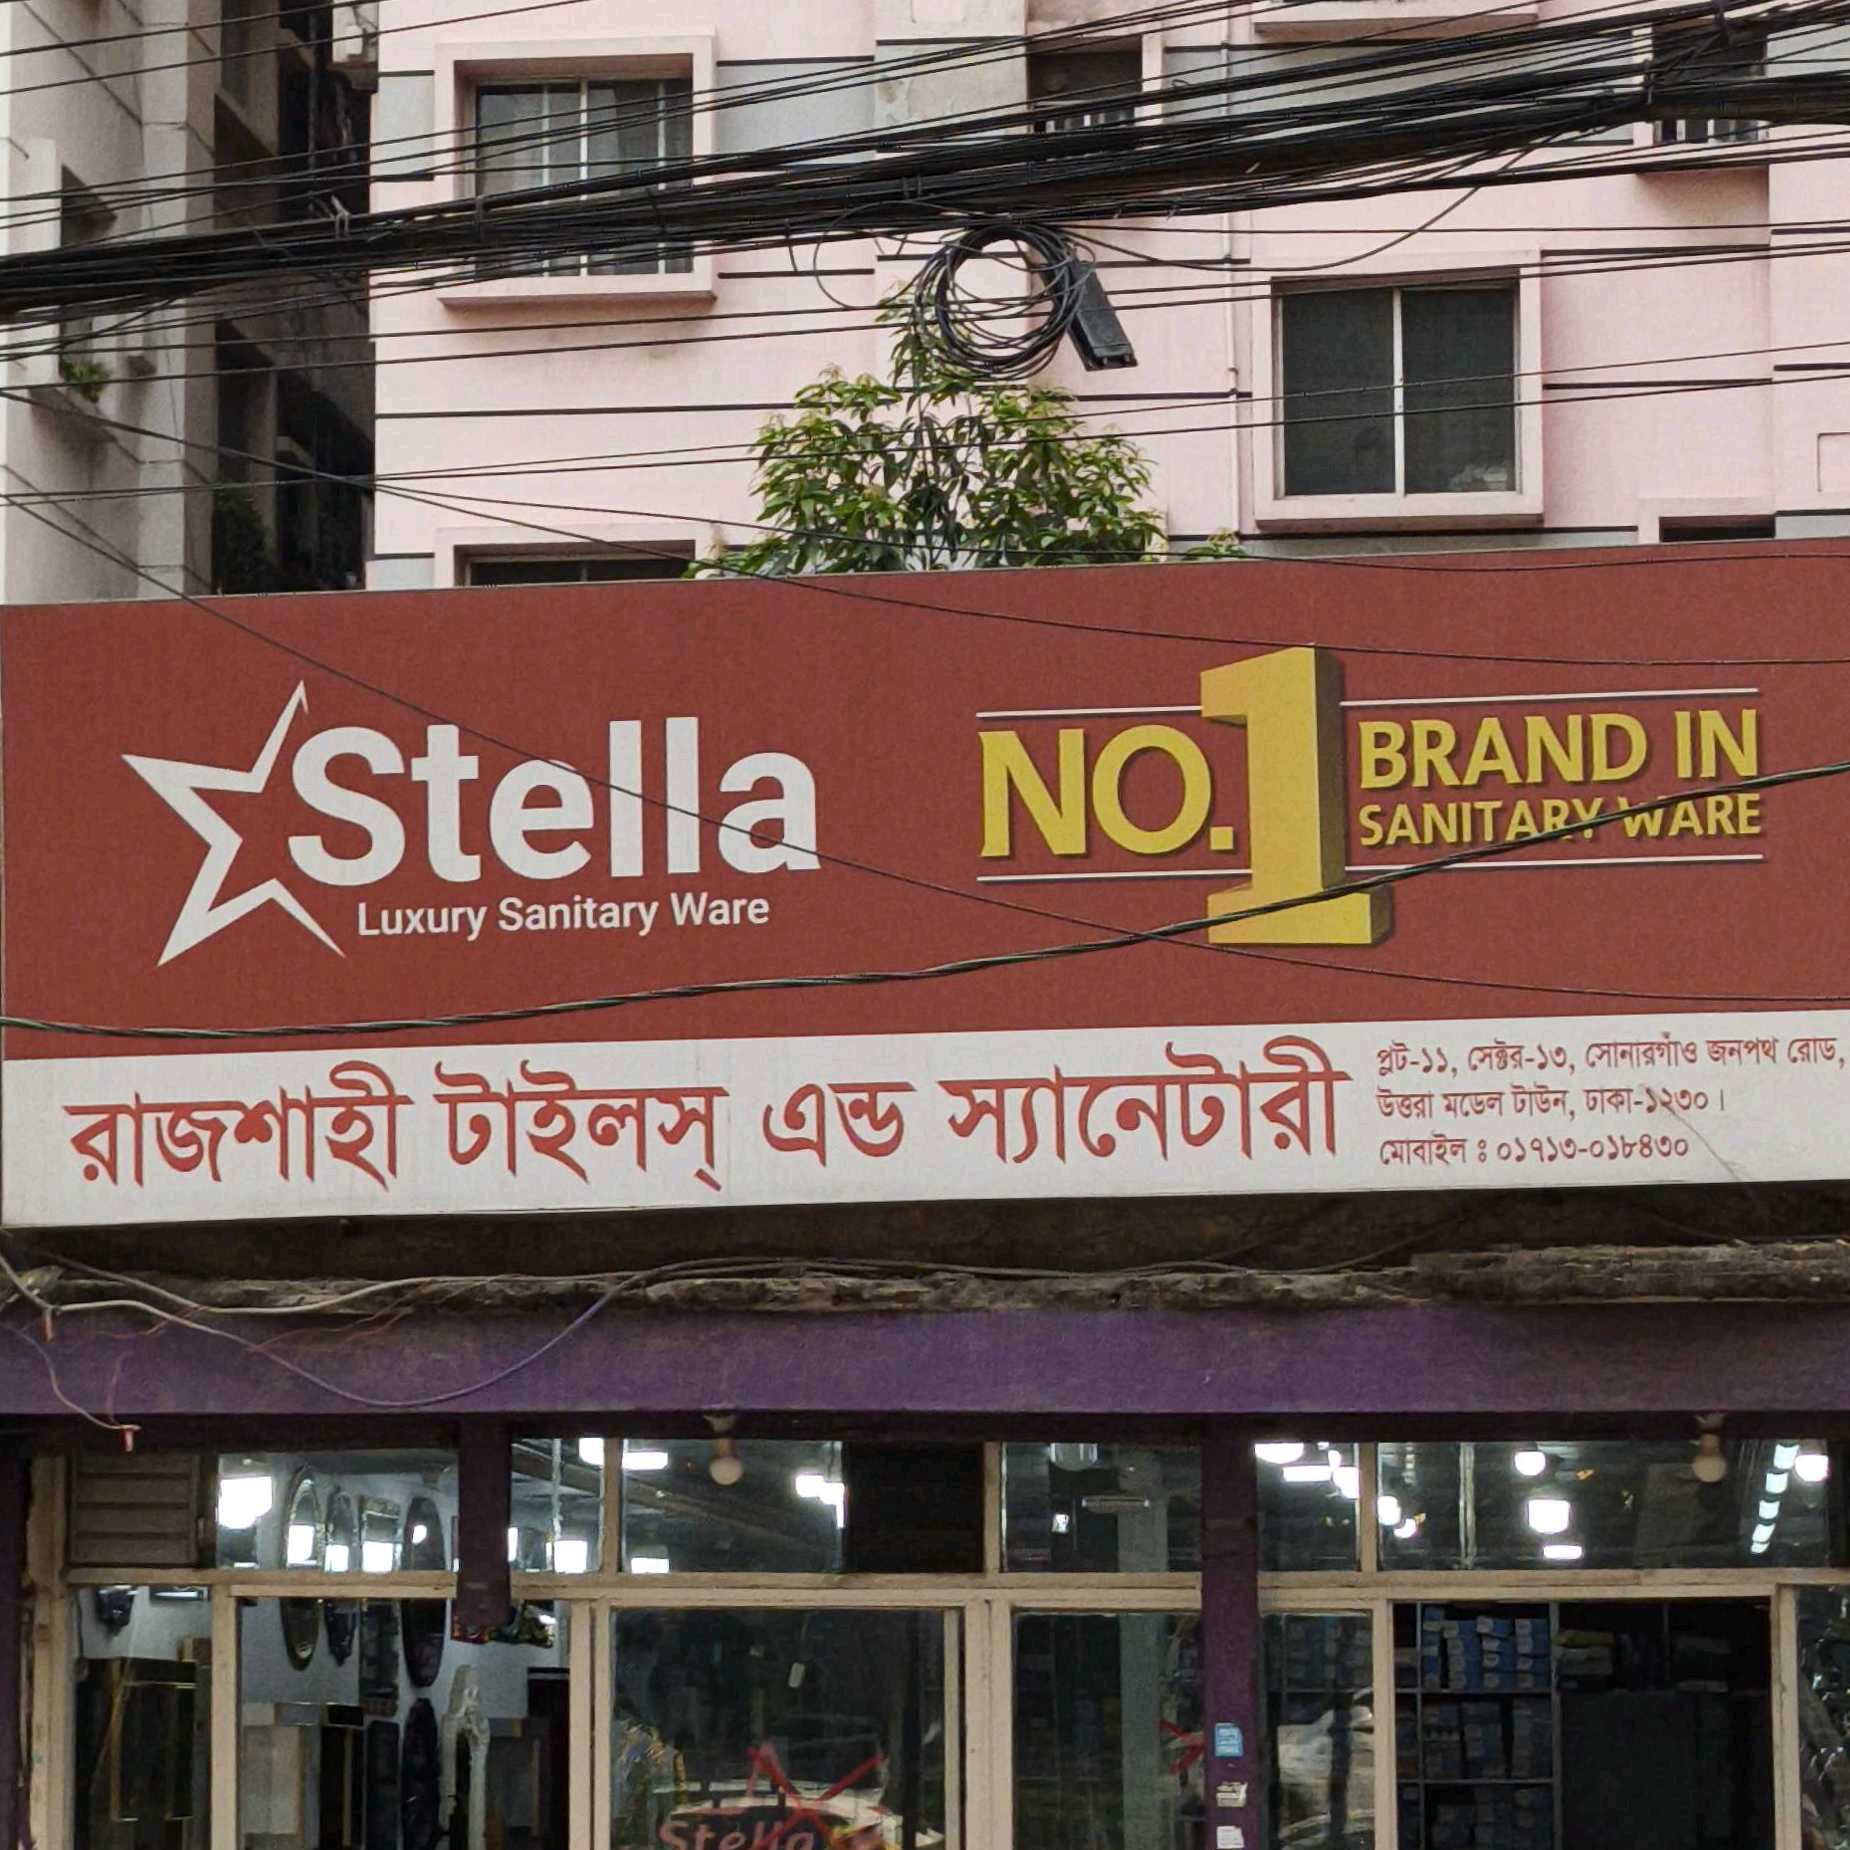 Stella
Luxury Sanitary Ware
NO.1 BRAND IN
SANITARY WARE
রাজশাহী টাইলস্ এন্ড স্যানেটারী
প্লট-১১, সেক্টর-১৩, সোনারগাঁও জনপথ রোড,
উত্তরা মডেল টাউন, ঢাকা-১২৩০।
মোবাইল ঃ ০১৭১৩-০১৮৪৩০
Stella